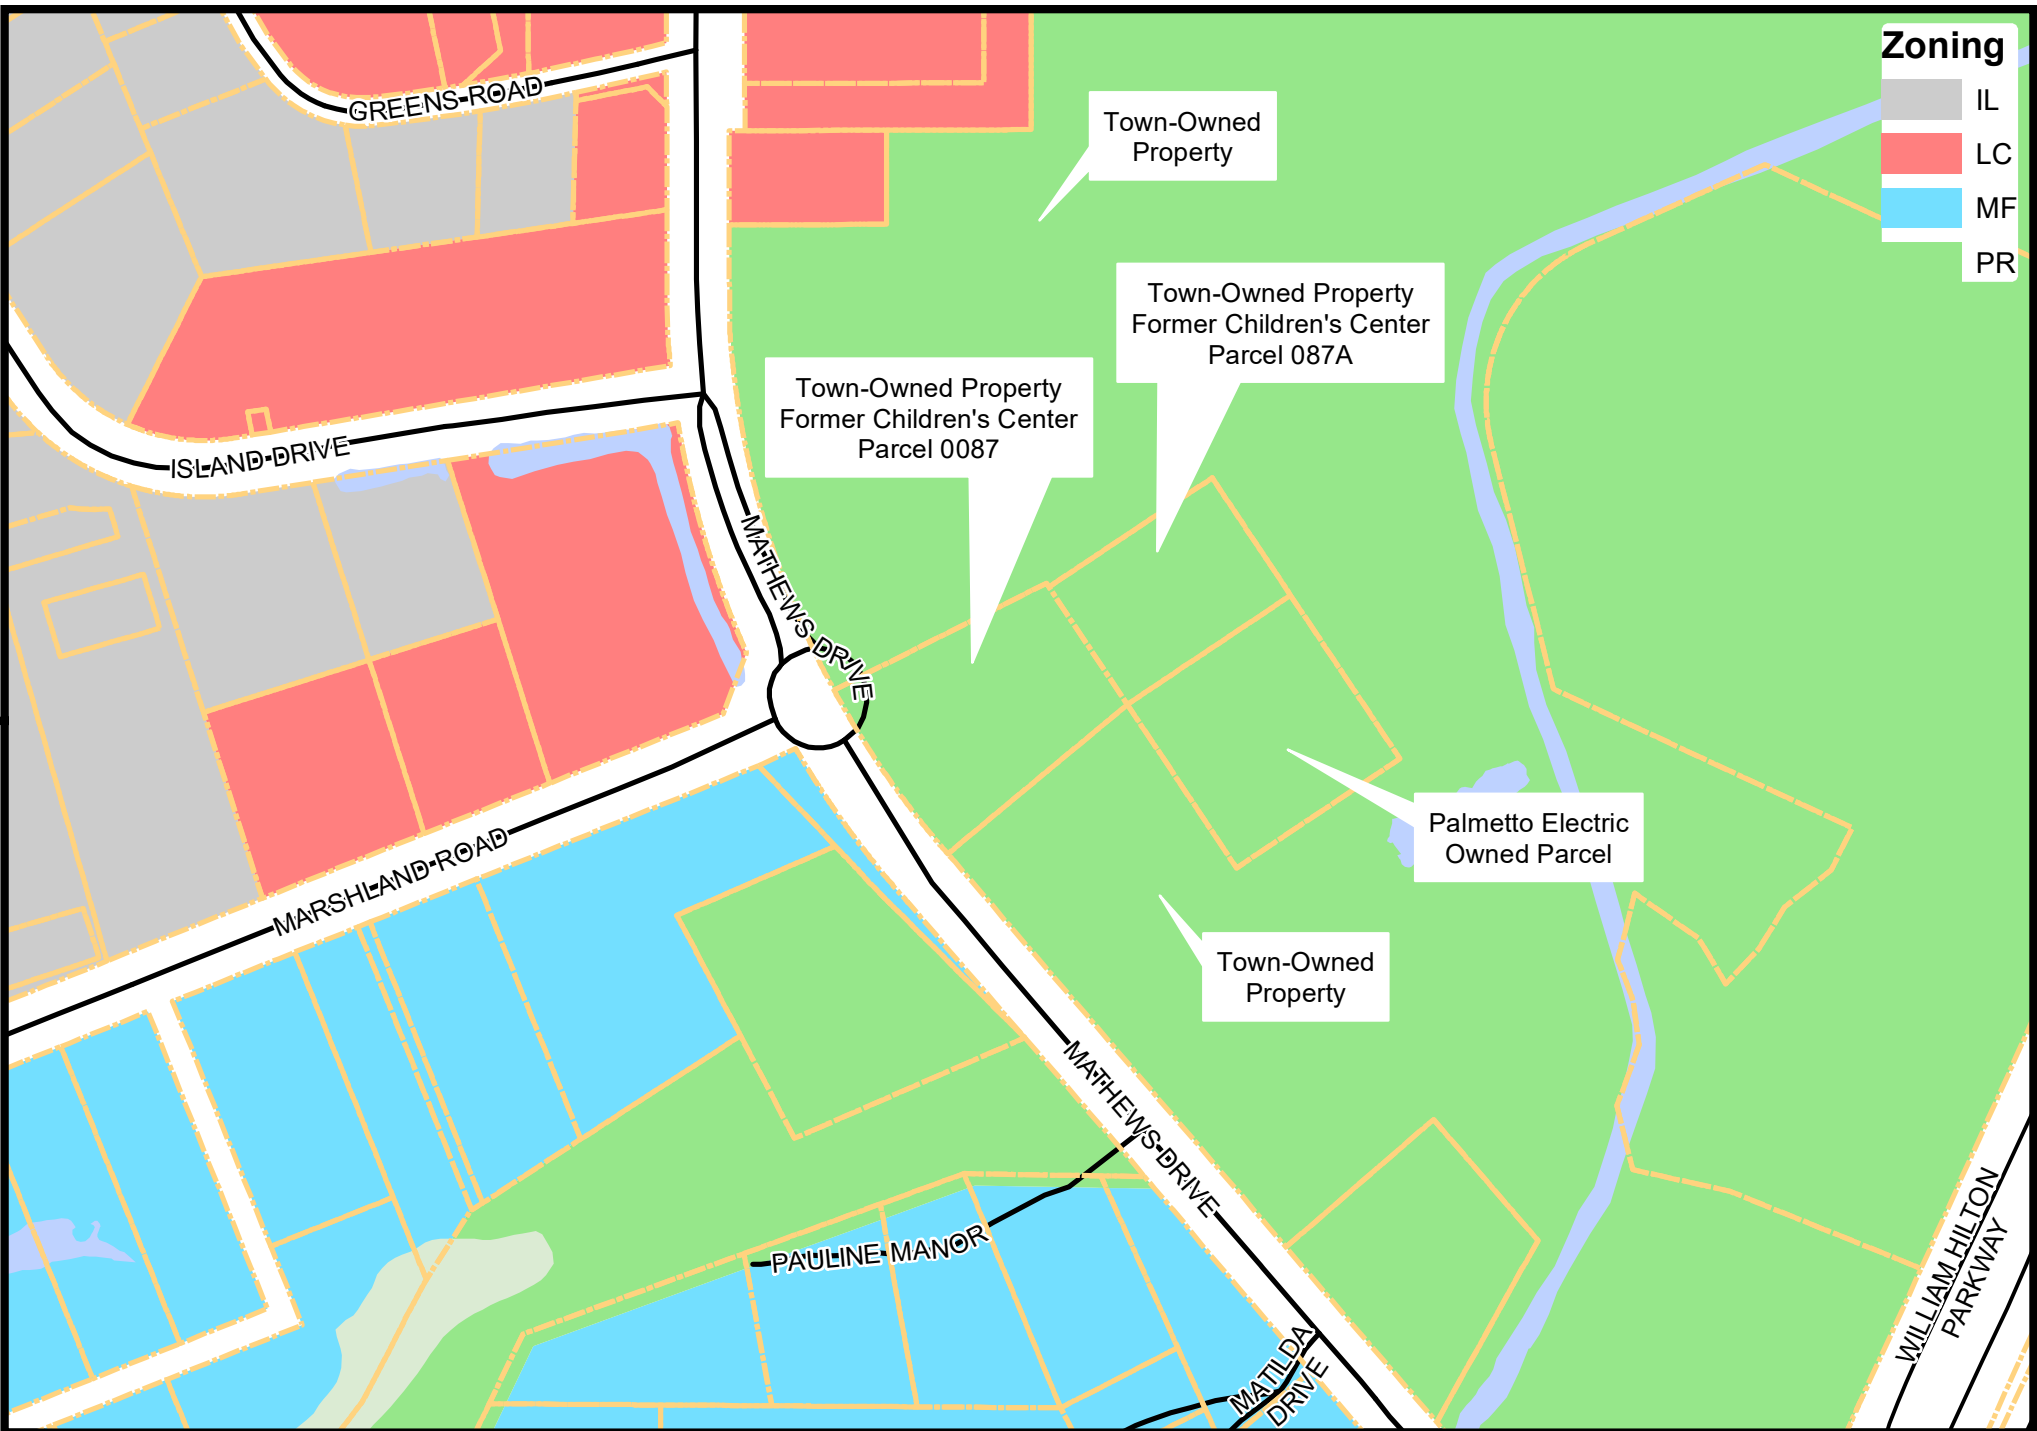 Zoning
IL
LC
MF
PR
GREENS ROAD
Town-Owned
Property
Town-Owned Property
Former Children's Center
Parcel 087A
Town-Owned Property
Former Children's Center
Parcel 0087
ISLAND DRIVE
MATHEWS DRIVE
MARSHLAND ROAD
Palmetto Electric
Owned Parcel
Town-Owned
Property
MATHEWS DRIVE
PAULINE MANOR
MATILDA
DRIVE
WILLIAM HILTON
PARKWAY